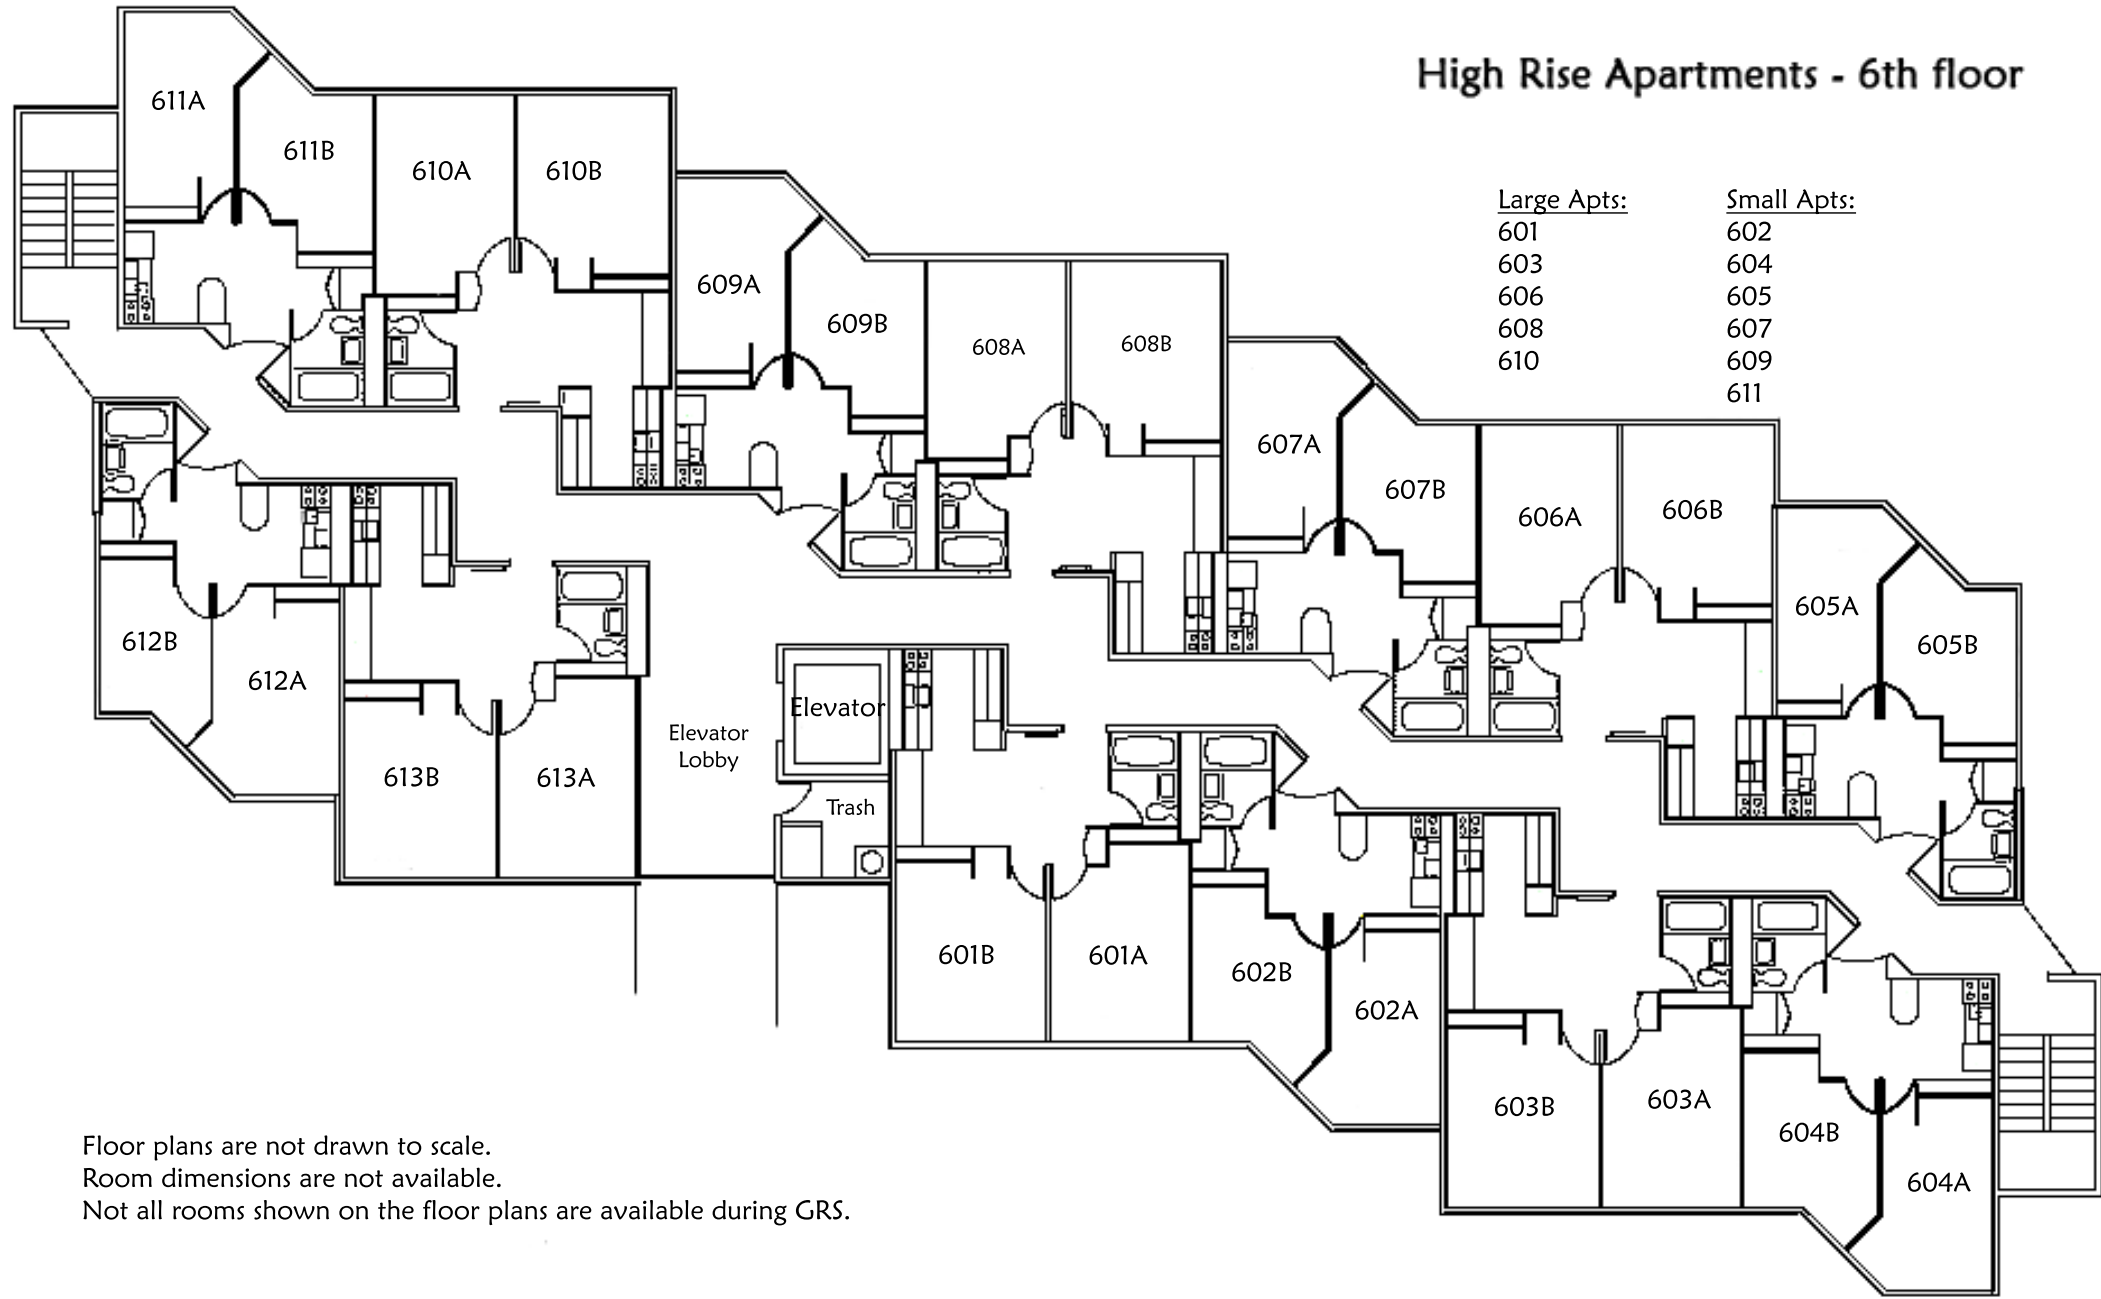 High Rise Apartments - 6th floor
Large Apts:
601
603
606
608
610
Small Apts:
602
604
605
607
609
611
611A
611B
610A
610B
609A
609B
608A
608B
607A
607B
606A
606B
605A
605B
612B
612A
613B
613A
Elevator
Lobby
Elevator
Trash
601B
601A
602B
602A
603B
603A
604B
604A
Floor plans are not drawn to scale.
Room dimensions are not available.
Not all rooms shown on the floor plans are available during GRS.